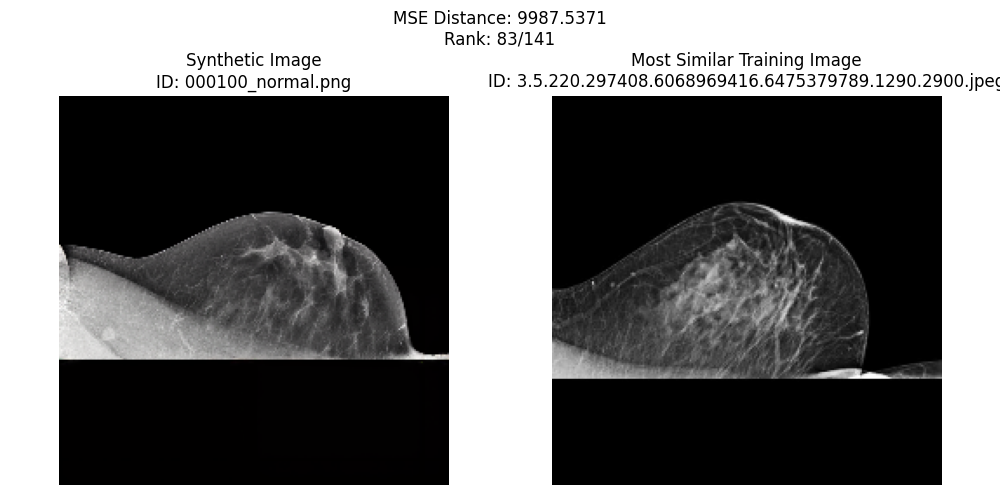 MSE Distance: 9987.5371
Rank: 83/141
Synthetic Image
ID: 000100_normal.png
Most Similar Training Image
ID: 3.5.220.297408.6068969416.6475379789.1290.2900.jpeg